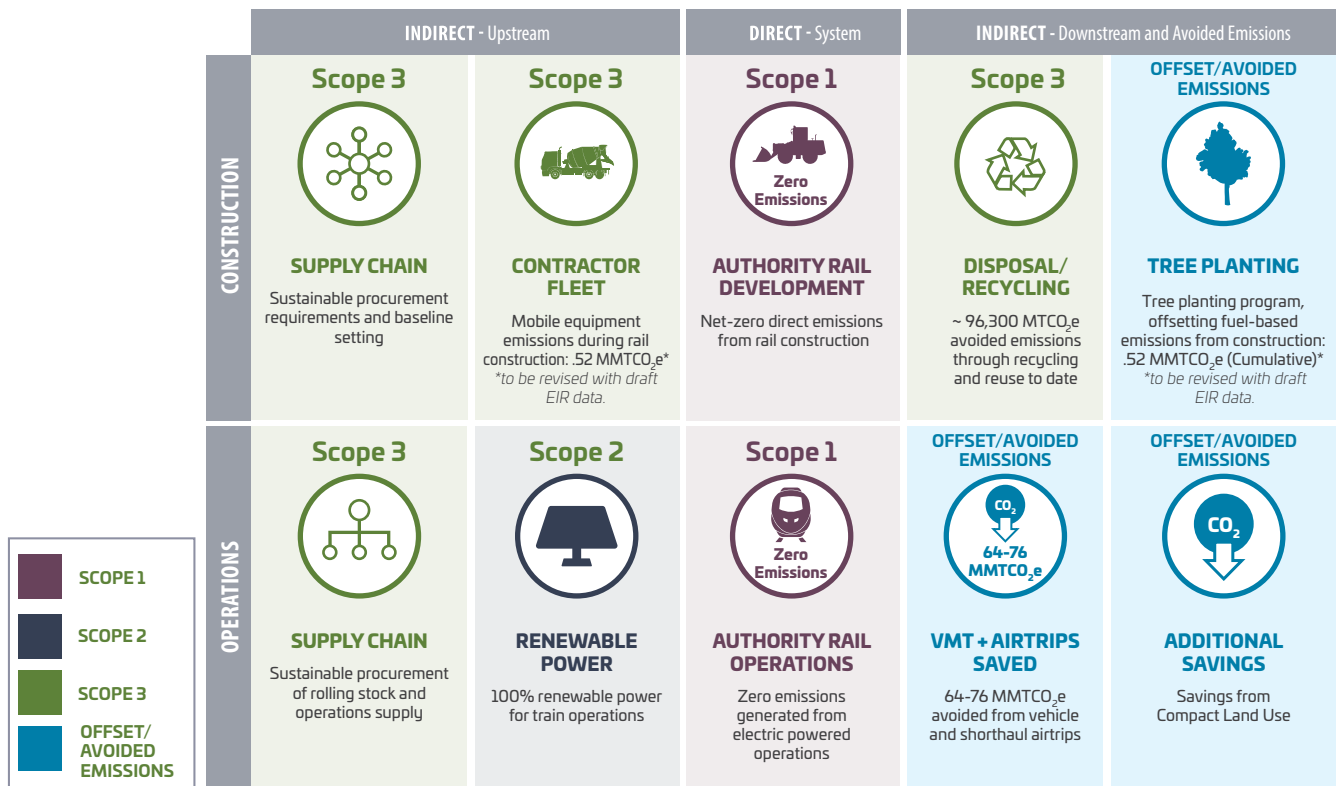 INDIRECT - Upstream
DIRECT - System
INDIRECT - Downstream and Avoided Emissions
CONSTRUCTION
Scope 3
SUPPLY CHAIN
Sustainable procurement
requirements and baseline
setting
Scope 3
CONTRACTOR
FLEET
Mobile equipment
emissions during rail
construction: .52 MMTCO₂e*
*to be revised with draft
EIR data.
Scope 1
Zero
Emissions
AUTHORITY RAIL
DEVELOPMENT
Net-zero direct emissions
from rail construction
Scope 3
DISPOSAL/
RECYCLING
~ 96,300 MTCO₂e
avoided emissions
through recycling
and reuse to date
OFFSET/AVOIDED
EMISSIONS
TREE PLANTING
Tree planting program,
offsetting fuel-based
emissions from construction:
.52 MMTCO₂e (Cumulative)*
*to be revised with draft
EIR data.
OPERATIONS
Scope 3
SUPPLY CHAIN
Sustainable procurement
of rolling stock and
operations supply
Scope 2
RENEWABLE
POWER
100% renewable power
for train operations
Scope 1
Zero
Emissions
AUTHORITY RAIL
OPERATIONS
Zero emissions
generated from
electric powered
operations
OFFSET/AVOIDED
EMISSIONS
CO₂
64-76
MMTCO₂e
VMT + AIRTRIPS
SAVED
64-76 MMTCO₂e
avoided from vehicle
and shorthaul airtrips
OFFSET/AVOIDED
EMISSIONS
CO₂
ADDITIONAL
SAVINGS
Savings from
Compact Land Use
SCOPE 1
SCOPE 2
SCOPE 3
OFFSET/
AVOIDED
EMISSIONS